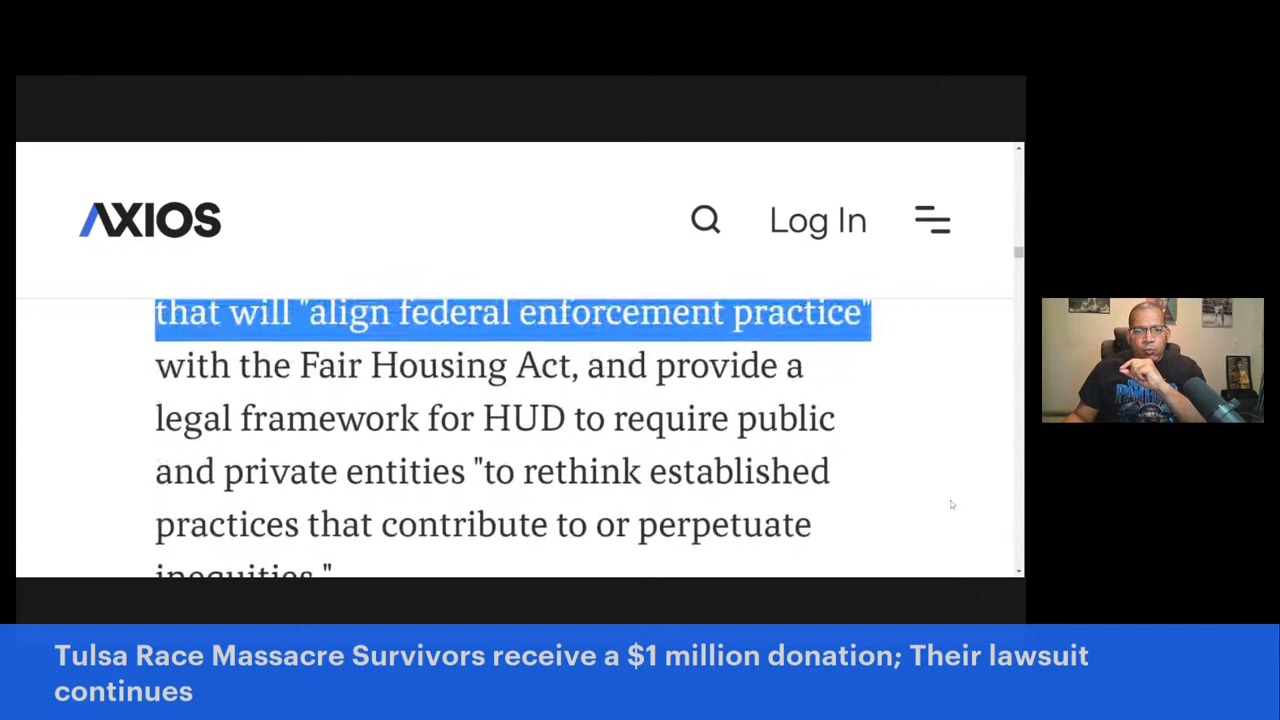 AXIOS
Log In
that will "align federal enforcement practice"
with the Fair Housing Act, and provide a
legal framework for HUD to require public
and private entities "to rethink established
practices that contribute to or perpetuate
inequities."
Tulsa Race Massacre Survivors receive a $1 million donation; Their lawsuit
continues